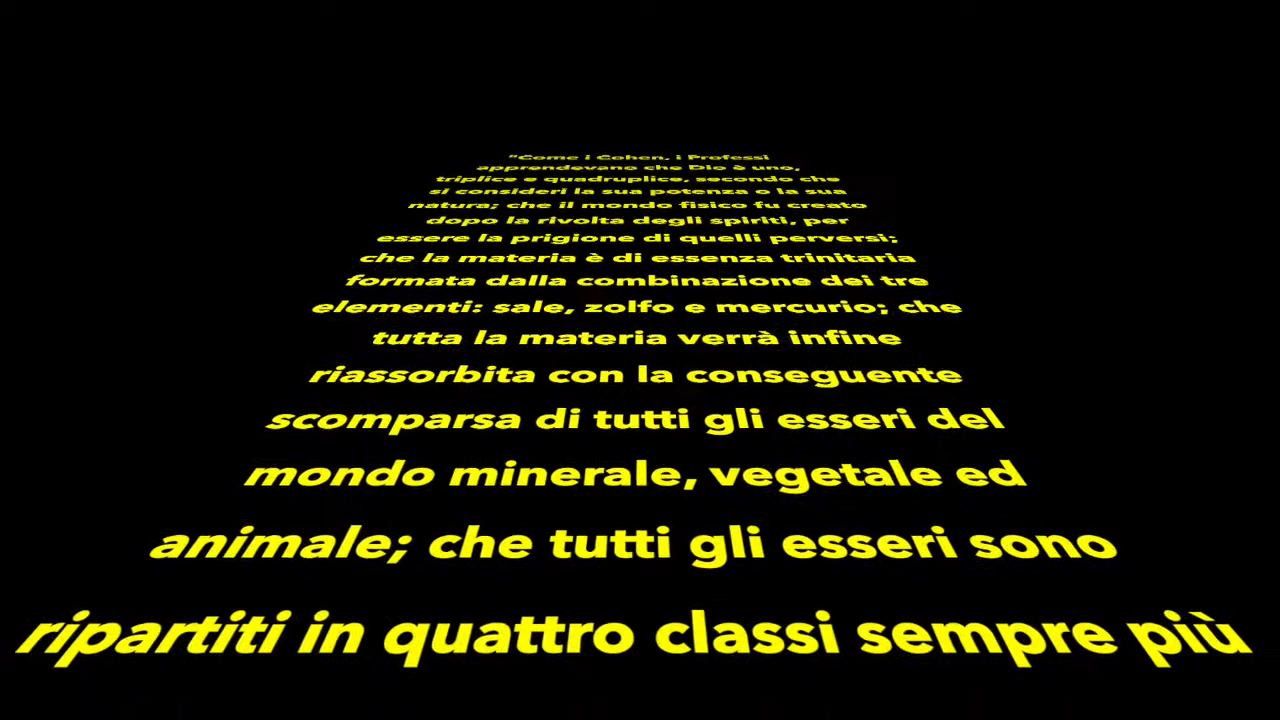 "Come i Cohen, i Professi
apprendevano che Dio è uno,
triplice e quadruplice, secondo che
si consideri la sua potenza o la sua
natura; che il mondo fisico fu creato
dopo la rivolta degli spiriti, per
essere la prigione di quelli perversi;
che la materia è di essenza trinitaria
formata dalla combinazione dei tre
elementi: sale, zolfo e mercurio; che
tutta la materia verrà infine
riassorbita con la conseguente
scomparsa di tutti gli esseri del
mondo minerale, vegetale ed
animale; che tutti gli esseri sono
ripartiti in quattro classi sempre più